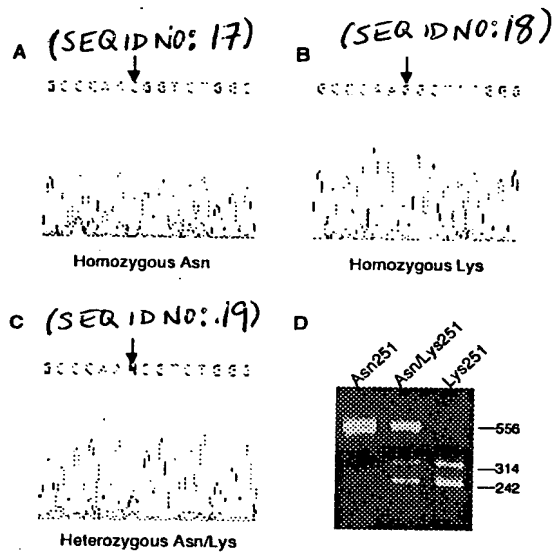 A (SEQ ID NO: 17)
Homozygous Asn
B (SEQ ID NO: 18)
Homozygous Lys
C (SEQ ID NO: 19)
Heterozygous Asn/Lys
D
Asn251
Asn/Lys251
Lys251
556
314
242